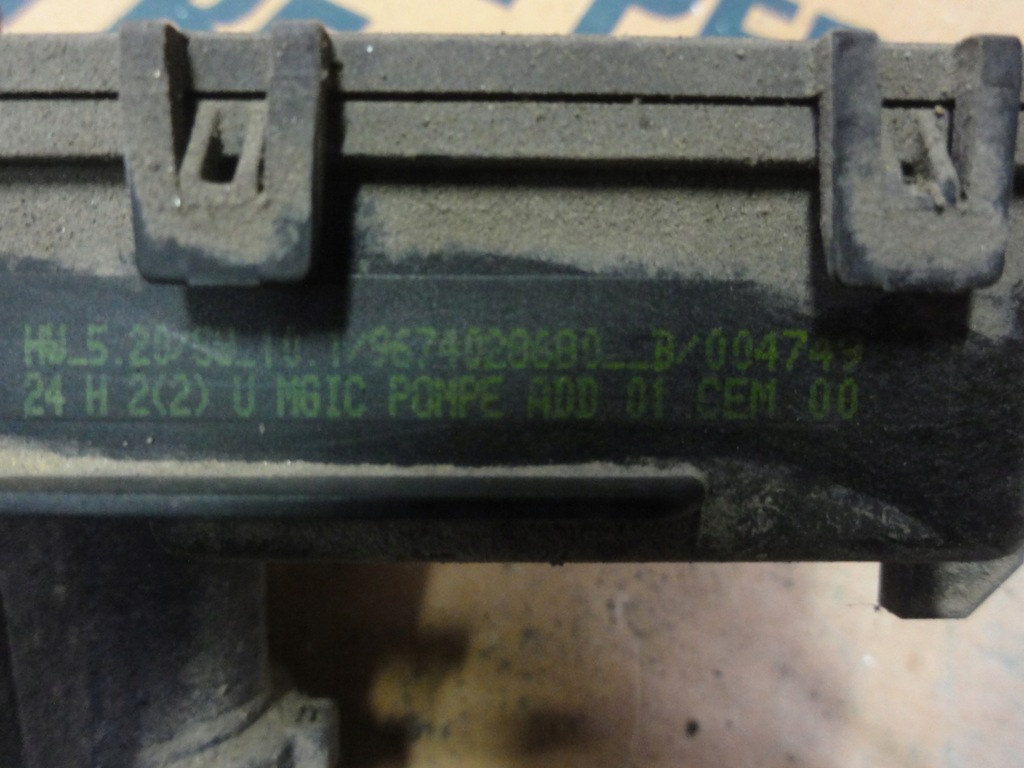 HW_5.20/SW_10.1/9674028680__B/004749
24 H 2(2) U MGIC POMPE ADD 01 CEM 00